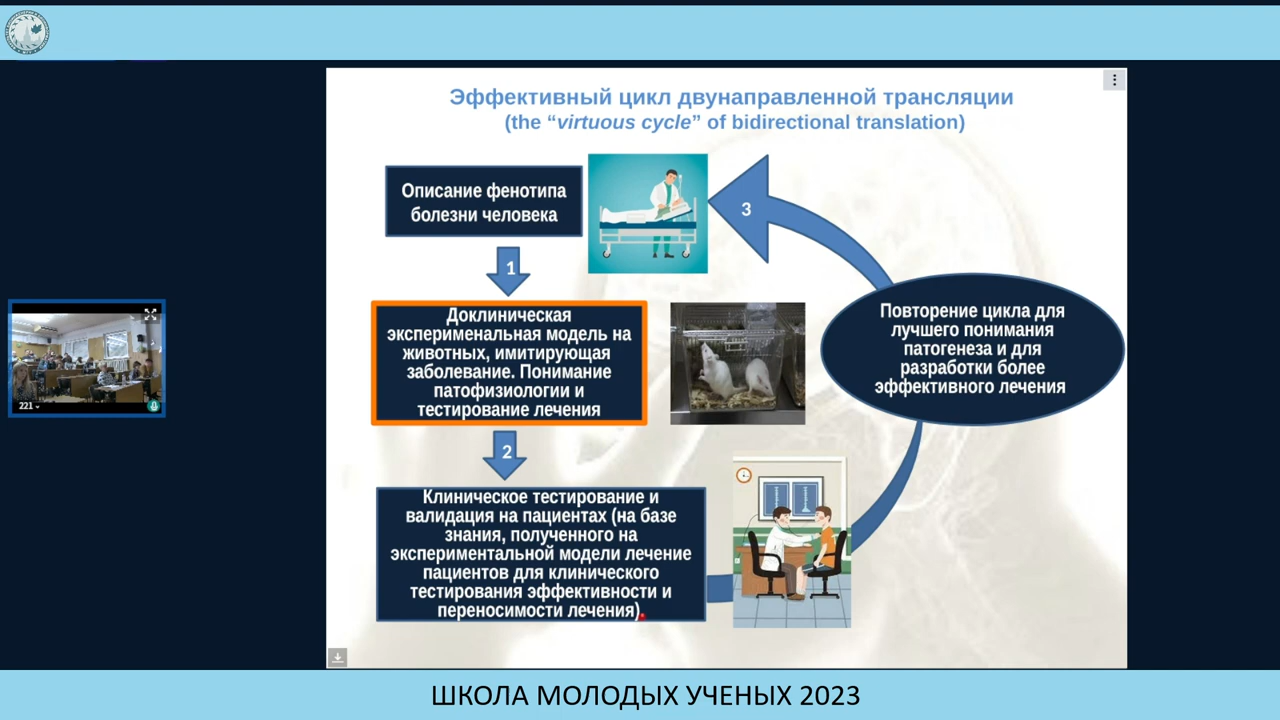 Эффективный цикл двунаправленной трансляции
(the “virtuous cycle” of bidirectional translation)
Описание фенотипа
болезни человека
1
Доклиническая
эксперименальная модель на
животных, имитирующая
заболевание. Понимание
патофизиологии и
тестирование лечения
2
Клиническое тестирование и
валидация на пациентах (на базе
знания, полученного на
экспериментальной модели лечение
пациентов для клинического
тестирования эффективности и
переносимости лечения)
3
Повторение цикла для
лучшего понимания
патогенеза и для
разработки более
эффективного лечения
221
ШКОЛА МОЛОДЫХ УЧЕНЫХ 2023